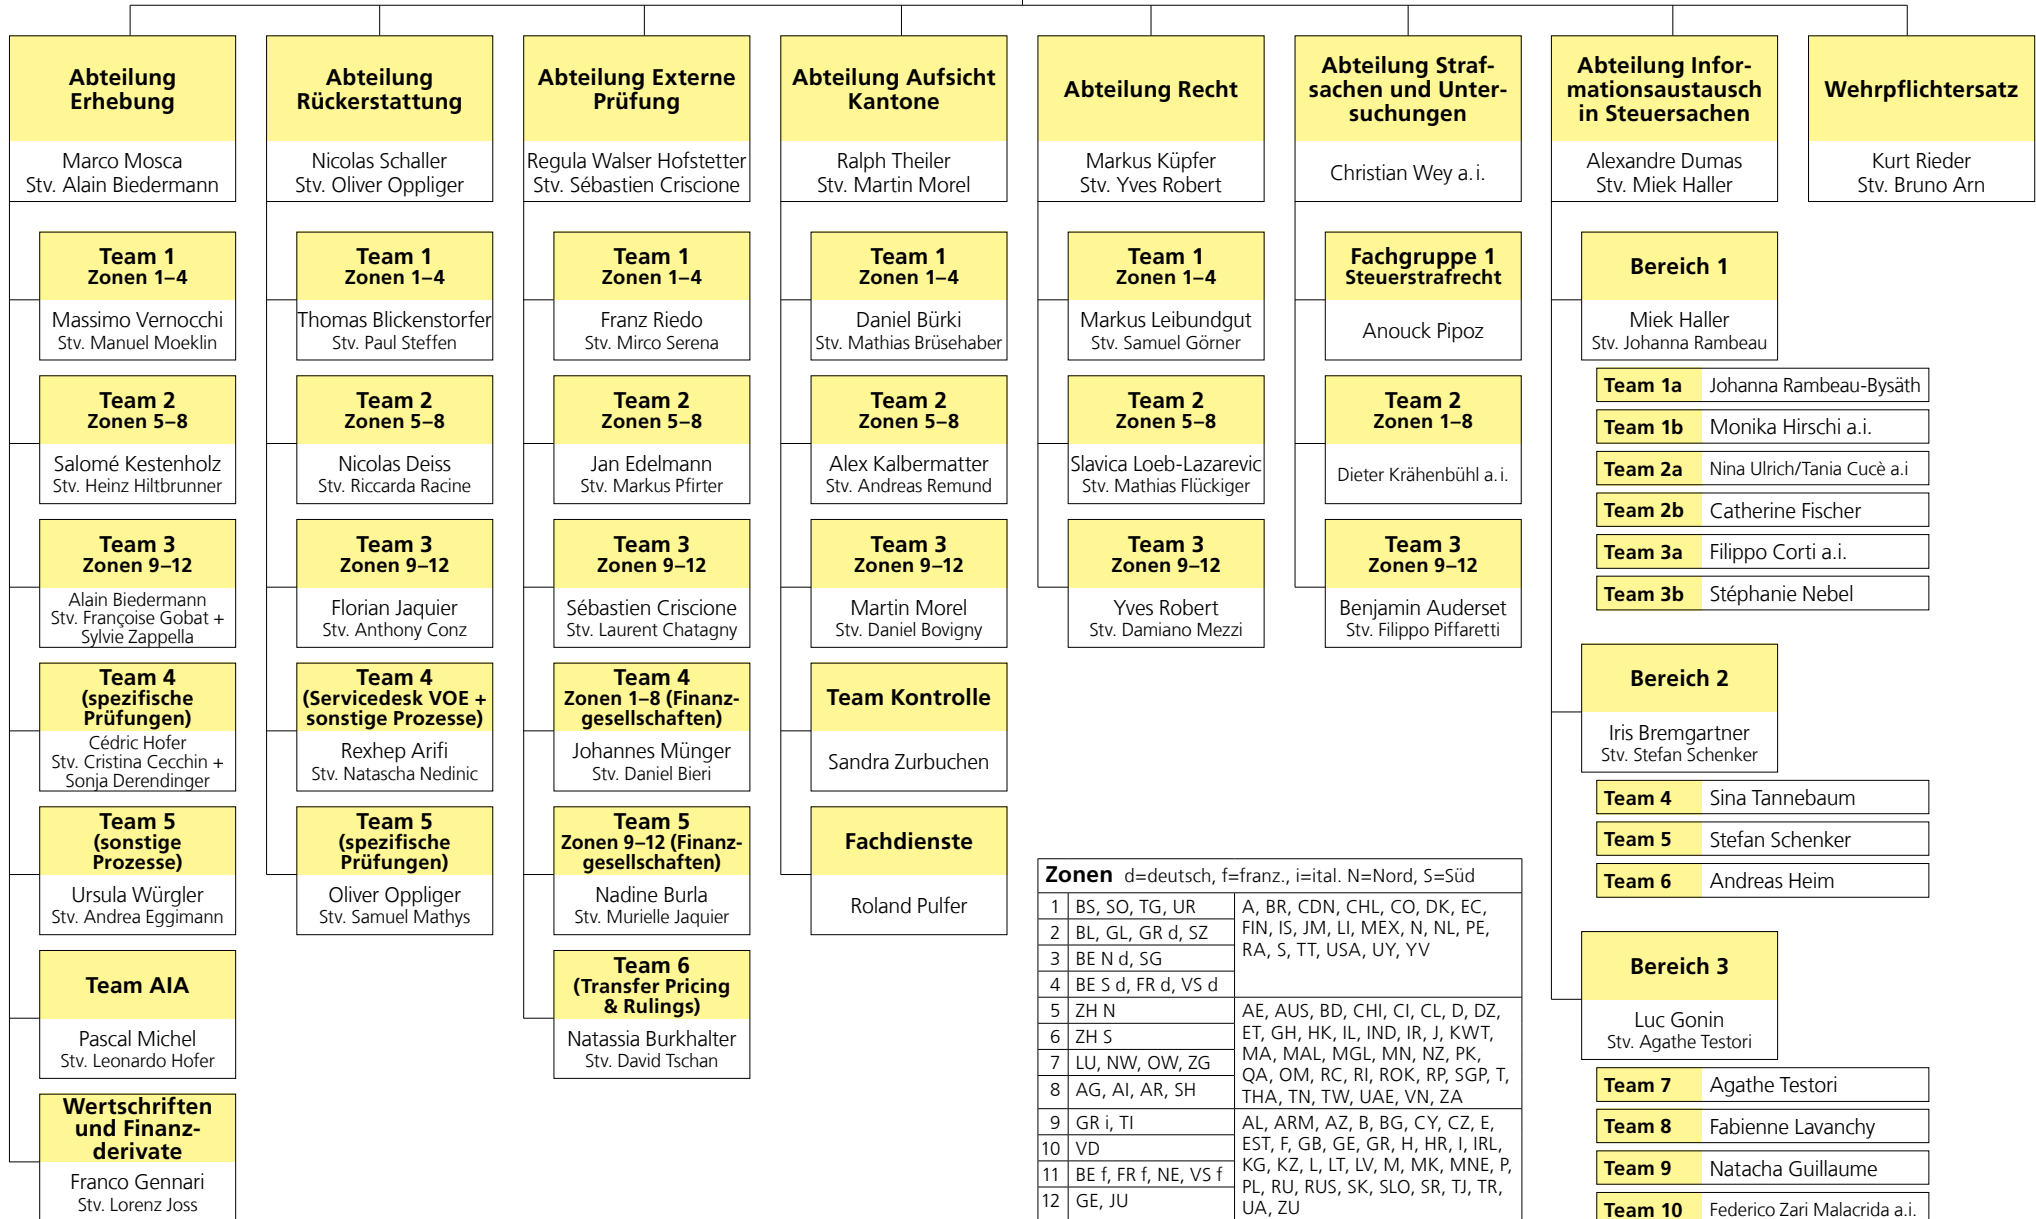 Abteilung
Erhebung
Marco Mosca
Stv. Alain Biedermann
Team 1
Zonen 1–4
Massimo Vernocchi
Stv. Manuel Moeklin
Team 2
Zonen 5–8
Salomé Kestenholz
Stv. Heinz Hiltbrunner
Team 3
Zonen 9–12
Alain Biedermann
Stv. Françoise Gobat +
Sylvie Zappella
Team 4
(spezifische
Prüfungen)
Cédric Hofer
Stv. Cristina Cecchin +
Sonja Derendinger
Team 5
(sonstige
Prozesse)
Ursula Würgler
Stv. Andrea Eggimann
Team AIA
Pascal Michel
Stv. Leonardo Hofer
Wertschriften
und Finanz-
derivate
Franco Gennari
Stv. Lorenz Joss
Abteilung
Rückerstattung
Nicolas Schaller
Stv. Oliver Oppliger
Team 1
Zonen 1–4
Thomas Blickenstorfer
Stv. Paul Steffen
Team 2
Zonen 5–8
Nicolas Deiss
Stv. Riccarda Racine
Team 3
Zonen 9–12
Florian Jaquier
Stv. Anthony Conz
Team 4
(Servicedesk VOE +
sonstige Prozesse)
Rexhep Arifi
Stv. Natascha Nedinic
Team 5
(spezifische
Prüfungen)
Oliver Oppliger
Stv. Samuel Mathys
Abteilung Externe
Prüfung
Regula Walser Hofstetter
Stv. Sébastien Criscione
Team 1
Zonen 1–4
Franz Riedo
Stv. Mirco Serena
Team 2
Zonen 5–8
Jan Edelmann
Stv. Markus Pfirter
Team 3
Zonen 9–12
Sébastien Criscione
Stv. Laurent Chatagny
Team 4
Zonen 1–8 (Finanz-
gesellschaften)
Johannes Münger
Stv. Daniel Bieri
Team 5
Zonen 9–12 (Finanz-
gesellschaften)
Nadine Burla
Stv. Murielle Jaquier
Team 6
(Transfer Pricing
& Rulings)
Natassia Burkhalter
Stv. David Tschan
Abteilung Aufsicht
Kantone
Ralph Theiler
Stv. Martin Morel
Team 1
Zonen 1–4
Daniel Bürki
Stv. Mathias Brüsehaber
Team 2
Zonen 5–8
Alex Kalbermatter
Stv. Andreas Remund
Team 3
Zonen 9–12
Martin Morel
Stv. Daniel Bovigny
Team Kontrolle
Sandra Zurbuchen
Fachdienste
Roland Pulfer
Abteilung Recht
Markus Küpfer
Stv. Yves Robert
Team 1
Zonen 1–4
Markus Leibundgut
Stv. Samuel Görner
Team 2
Zonen 5–8
Slavica Loeb-Lazarevic
Stv. Mathias Flückiger
Team 3
Zonen 9–12
Yves Robert
Stv. Damiano Mezzi
Abteilung Straf-
sachen und Unter-
suchungen
Christian Wey a.i.
Fachgruppe 1
Steuerstrafrecht
Anouck Pipoz
Team 2
Zonen 1–8
Dieter Krähenbühl a.i.
Team 3
Zonen 9–12
Benjamin Auderset
Stv. Filippo Piffaretti
Zonen d=deutsch, f=franz., i=ital. N=Nord, S=Süd
1 BS, SO, TG, UR
2 BL, GL, GR d, SZ
3 BE N d, SG
4 BE S d, FR d, VS d
A, BR, CDN, CHL, CO, DK, EC,
FIN, IS, JM, LI, MEX, N, NL, PE,
RA, S, TT, USA, UY, YV
5 ZH N
6 ZH S
7 LU, NW, OW, ZG
8 AG, AI, AR, SH
AE, AUS, BD, CHI, CI, CL, D, DZ,
ET, GH, HK, IL, IND, IR, J, KWT,
MA, MAL, MGL, MN, NZ, PK,
QA, OM, RC, RI, ROK, RP, SGP, T,
THA, TN, TW, UAE, VN, ZA
9 GR i, TI
10 VD
11 BE f, FR f, NE, VS f
12 GE, JU
AL, ARM, AZ, B, BG, CY, CZ, E,
EST, F, GB, GE, GR, H, HR, I, IRL,
KG, KZ, L, LT, LV, M, MK, MNE, P,
PL, RU, RUS, SK, SLO, SR, TJ, TR,
UA, ZU
Abteilung Infor-
mationsaustausch
in Steuersachen
Alexandre Dumas
Stv. Miek Haller
Bereich 1
Miek Haller
Stv. Johanna Rambeau
Team 1a Johanna Rambeau-Bysäth
Team 1b Monika Hirschi a.i.
Team 2a Nina Ulrich/Tania Cucè a.i
Team 2b Catherine Fischer
Team 3a Filippo Corti a.i.
Team 3b Stéphanie Nebel
Bereich 2
Iris Bremgartner
Stv. Stefan Schenker
Team 4 Sina Tannebaum
Team 5 Stefan Schenker
Team 6 Andreas Heim
Bereich 3
Luc Gonin
Stv. Agathe Testori
Team 7 Agathe Testori
Team 8 Fabienne Lavanchy
Team 9 Natacha Guillaume
Team 10 Federico Zari Malacrida a.i.
Wehrpflichtersatz
Kurt Rieder
Stv. Bruno Arn